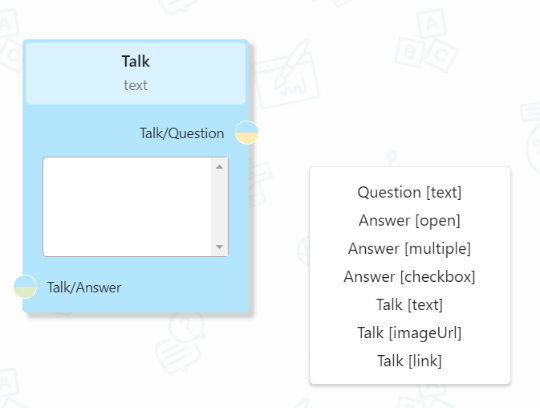 Talk
text
Talk/Question
Talk/Answer
Question [text]
Answer [open]
Answer [multiple]
Answer [checkbox]
Talk [text]
Talk [imageUrl]
Talk [link]